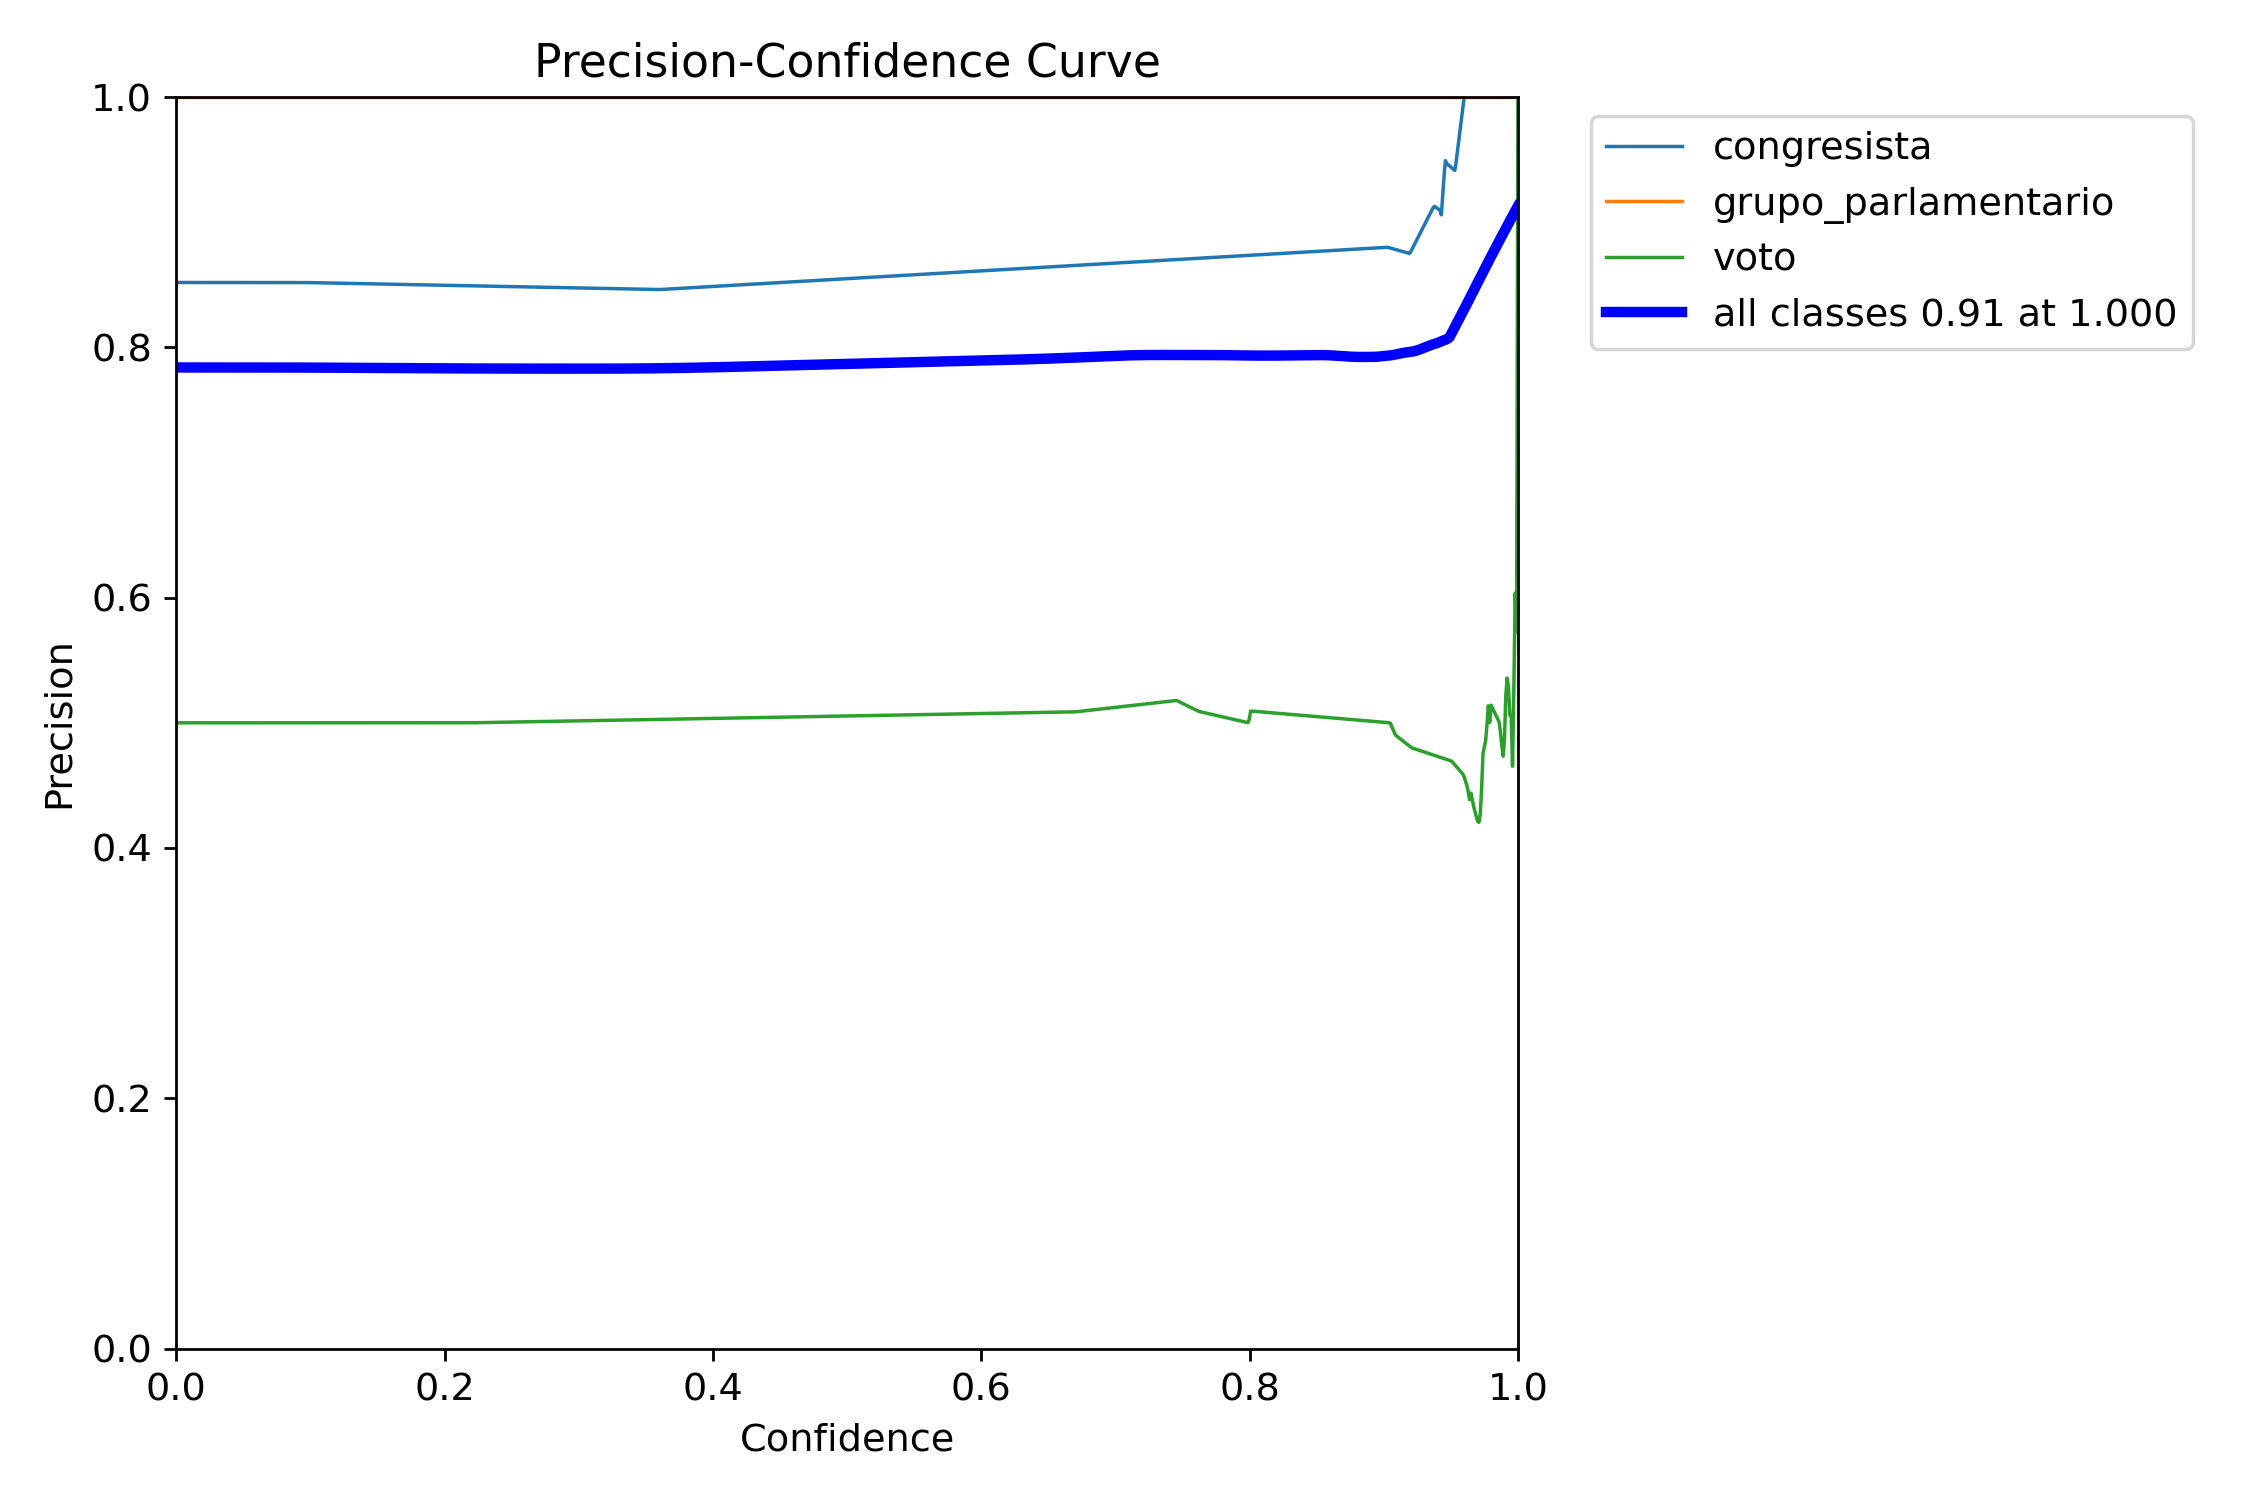 Precision-Confidence Curve
1.0
0.8
0.6
0.4
0.2
0.0
Precision
0.0 0.2 0.4 0.6 0.8 1.0
Confidence
congresista
grupo_parlamentario
voto
all classes 0.91 at 1.000